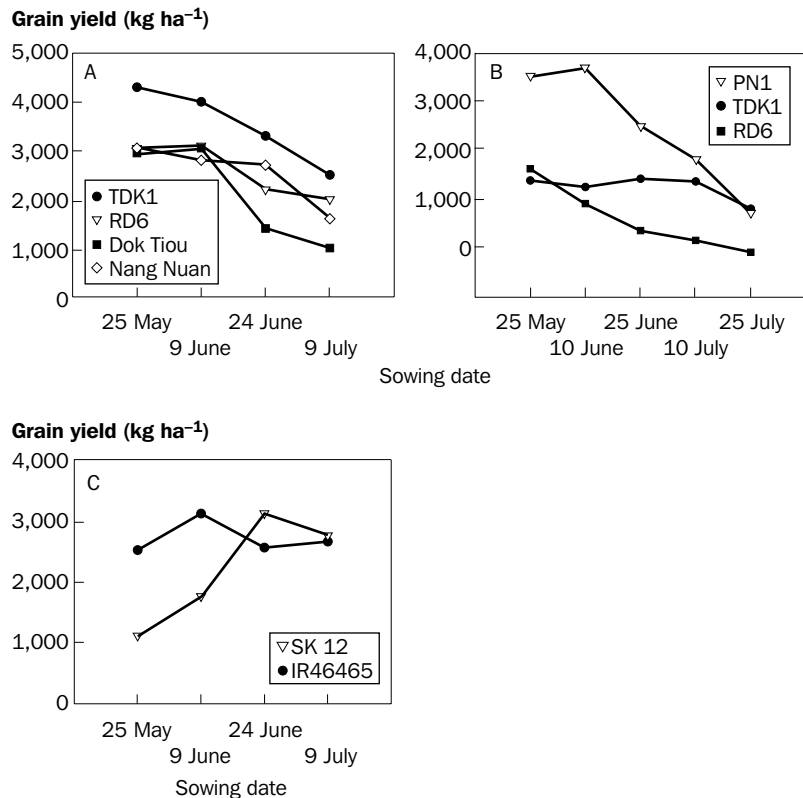 Grain yield (kg ha⁻¹)
5,000
4,000
3,000
2,000
1,000
0
A
TDK1
RD6
Dok Tiou
Nang Nuan
25 May
9 June
24 June
9 July
4,000
3,000
2,000
1,000
0
B
PN1
TDK1
RD6
25 May
10 June
25 June
10 July
25 July
Sowing date
Grain yield (kg ha⁻¹)
4,000
3,000
2,000
1,000
0
C
SK 12
IR46465
25 May
9 June
24 June
9 July
Sowing date